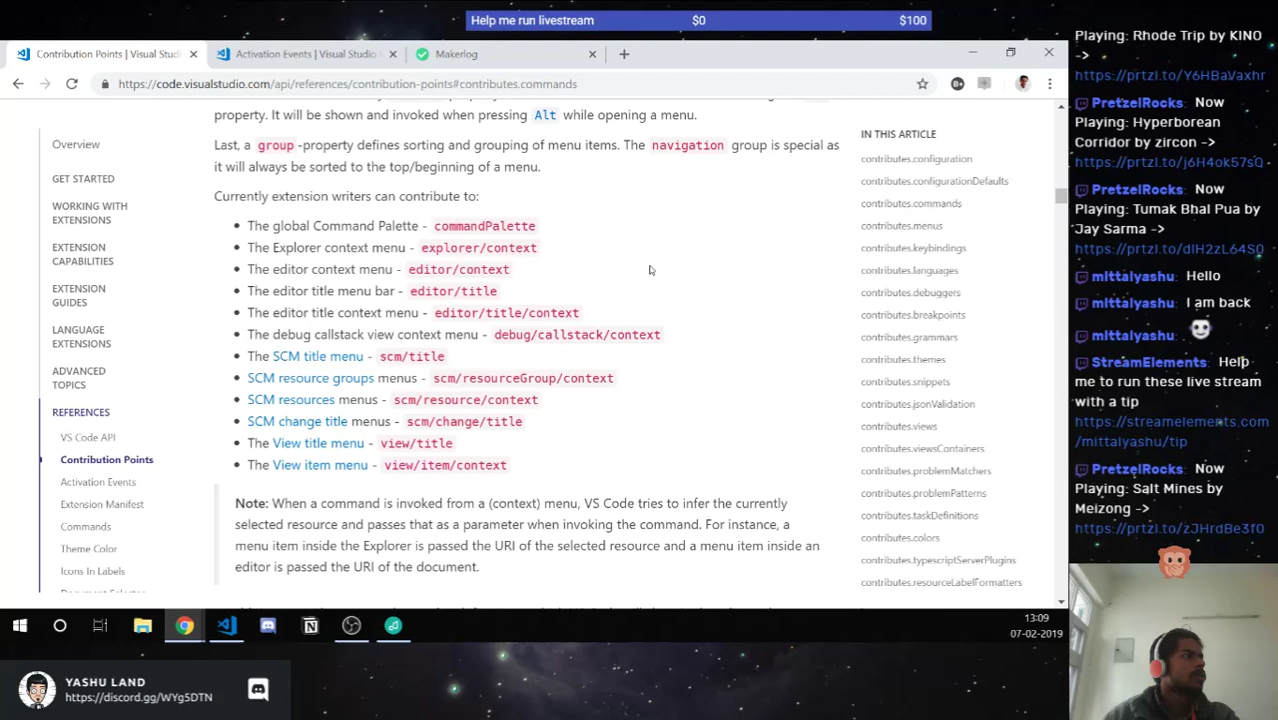 Help me run livestream $0 $100
Contribution Points | Visual Stud
Activation Events | Visual Studio
Makerlog
https://code.visualstudio.com/api/references/contribution-points#contributes.commands
property. It will be shown and invoked when pressing Alt while opening a menu.
Last, a group -property defines sorting and grouping of menu items. The navigation group is special as
it will always be sorted to the top/beginning of a menu.
Currently extension writers can contribute to:
The global Command Palette - commandPalette
The Explorer context menu - explorer/context
The editor context menu - editor/context
The editor title menu bar - editor/title
The editor title context menu - editor/title/context
The debug callstack view context menu - debug/callstack/context
The SCM title menu - scm/title
SCM resource groups menus - scm/resourceGroup/context
SCM resources menus - scm/resource/context
SCM change title menus - scm/change/title
The View title menu - view/title
The View item menu - view/item/context
Note: When a command is invoked from a (context) menu, VS Code tries to infer the currently
selected resource and passes that as a parameter when invoking the command. For instance, a
menu item inside the Explorer is passed the URI of the selected resource and a menu item inside an
editor is passed the URI of the document.
Overview
GET STARTED
WORKING WITH
EXTENSIONS
EXTENSION
CAPABILITIES
EXTENSION
GUIDES
LANGUAGE
EXTENSIONS
ADVANCED
TOPICS
REFERENCES
VS Code API
Contribution Points
Activation Events
Extension Manifest
Commands
Theme Color
Icons In Labels
Document Selector
IN THIS ARTICLE
contributes.configuration
contributes.configurationDefaults
contributes.commands
contributes.menus
contributes.keybindings
contributes.languages
contributes.debuggers
contributes.breakpoints
contributes.grammars
contributes.themes
contributes.snippets
contributes.jsonValidation
contributes.views
contributes.viewsContainers
contributes.problemMatchers
contributes.problemPatterns
contributes.taskDefinitions
contributes.colors
contributes.typescriptServerPlugins
contributes.resourceLabelFormatters
Playing: Rhode Trip by KINO
->
https://prtzl.to/Y6HBaVaxhr
PretzelRocks: Now
Playing: Hyperborean
Corridor by zircon ->
https://prtzl.to/j6H4ok57sQ
PretzelRocks: Now
Playing: Tumak Bhal Pua by
Jay Sarma ->
https://prtzl.to/dIH2zL64S0
mittalyashu: Hello
mittalyashu: I am back
mittalyashu:
StreamElements: Help
me to run these live stream
with a tip
https://streamelements.com
/mittalyashu/tip
PretzelRocks: Now
Playing: Salt Mines by
Meizong ->
https://prtzl.to/zJHrdBe3f0
13:09
07-02-2019
YASHU LAND
https://discord.gg/WYg5DTN